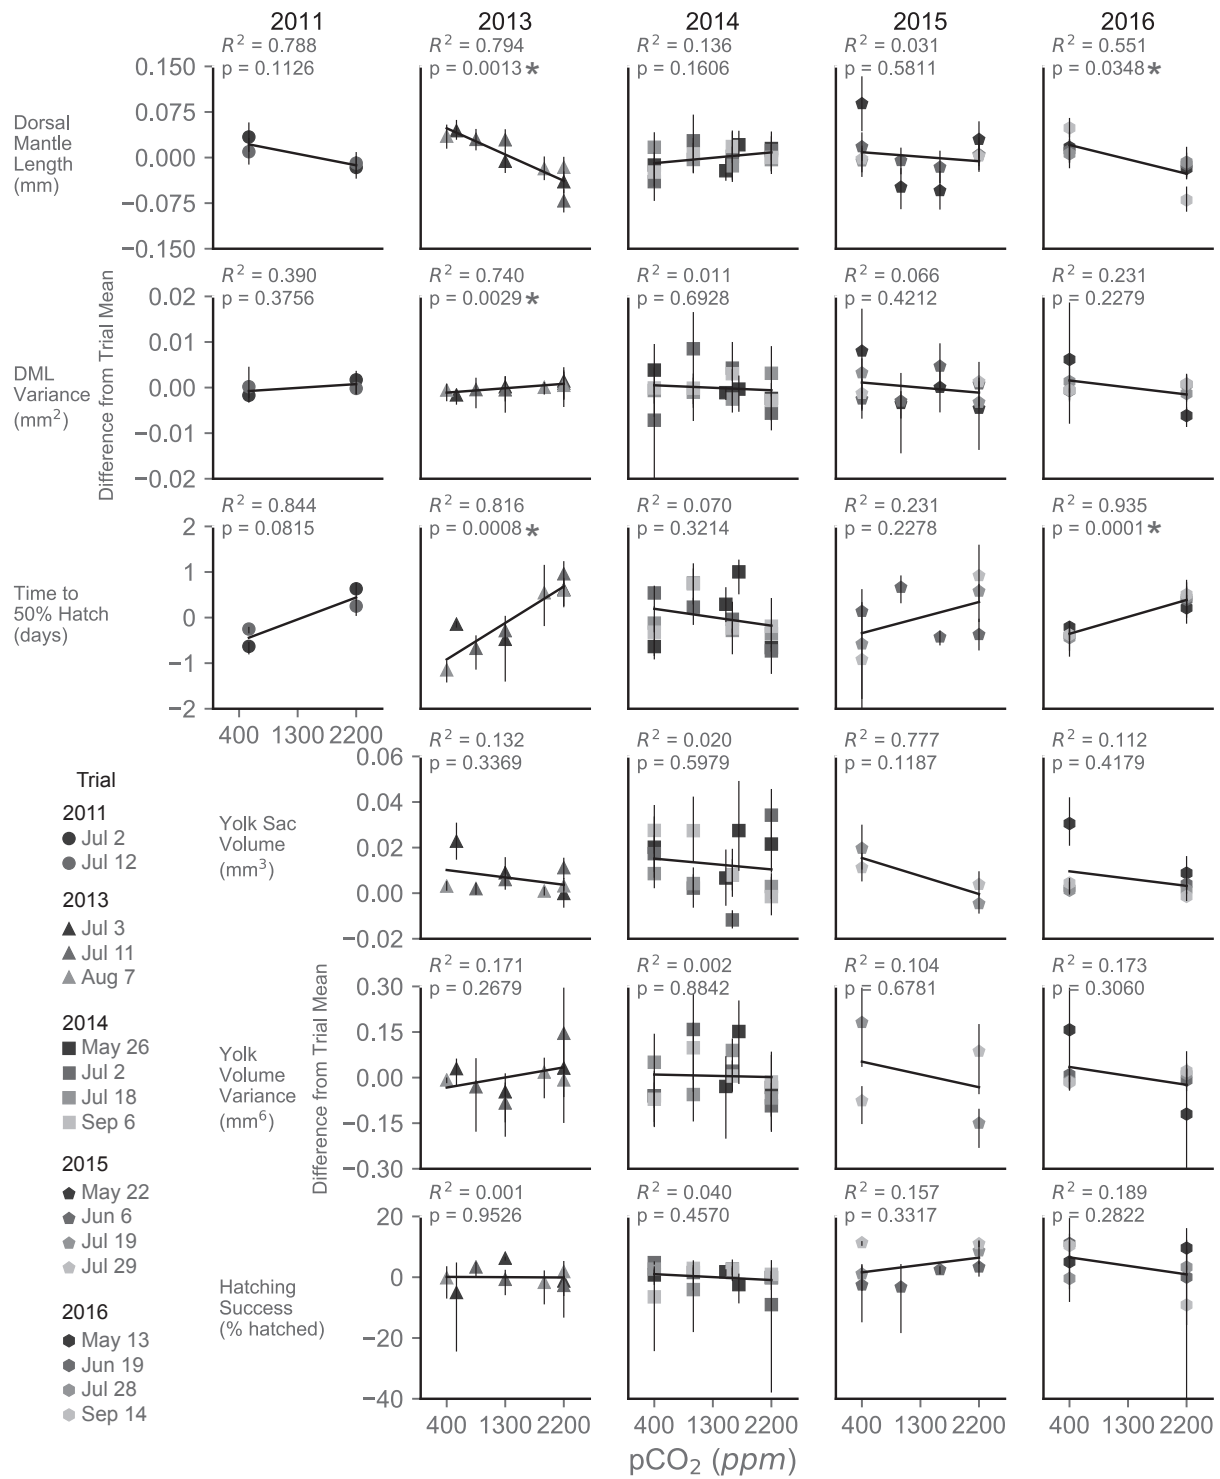 2011 2013 2014 2015 2016
R² = 0.788 R² = 0.794 R² = 0.136 R² = 0.031 R² = 0.551
p = 0.1126 p = 0.0013 * p = 0.1606 p = 0.5811 p = 0.0348 *
Dorsal
Mantle
Length
(mm)
0.150
0.075
0.000
−0.075
−0.150
Difference from Trial Mean
R² = 0.390 R² = 0.740 R² = 0.011 R² = 0.066 R² = 0.231
p = 0.3756 p = 0.0029 * p = 0.6928 p = 0.4212 p = 0.2279
DML
Variance
(mm²)
0.02
0.01
0.00
−0.01
−0.02
R² = 0.844 R² = 0.816 R² = 0.070 R² = 0.231 R² = 0.935
p = 0.0815 p = 0.0008 * p = 0.3214 p = 0.2278 p = 0.0001 *
Time to
50% Hatch
(days)
2
1
0
−1
−2
400 1300 2200
R² = 0.132 R² = 0.020 R² = 0.777 R² = 0.112
p = 0.3369 p = 0.5979 p = 0.1187 p = 0.4179
Yolk Sac
Volume
(mm³)
0.06
0.04
0.02
0.00
−0.02
Difference from Trial Mean
R² = 0.171 R² = 0.002 R² = 0.104 R² = 0.173
p = 0.2679 p = 0.8842 p = 0.6781 p = 0.3060
Yolk
Volume
Variance
(mm⁶)
0.30
0.15
0.00
−0.15
−0.30
R² = 0.001 R² = 0.040 R² = 0.157 R² = 0.189
p = 0.9526 p = 0.4570 p = 0.3317 p = 0.2822
Hatching
Success
(% hatched)
20
0
−20
−40
400 1300 2200 400 1300 2200 400 1300 2200 400 1300 2200
pCO₂ (ppm)
Trial
2011
Jul 2
Jul 12
2013
Jul 3
Jul 11
Aug 7
2014
May 26
Jul 2
Jul 18
Sep 6
2015
May 22
Jun 6
Jul 19
Jul 29
2016
May 13
Jun 19
Jul 28
Sep 14